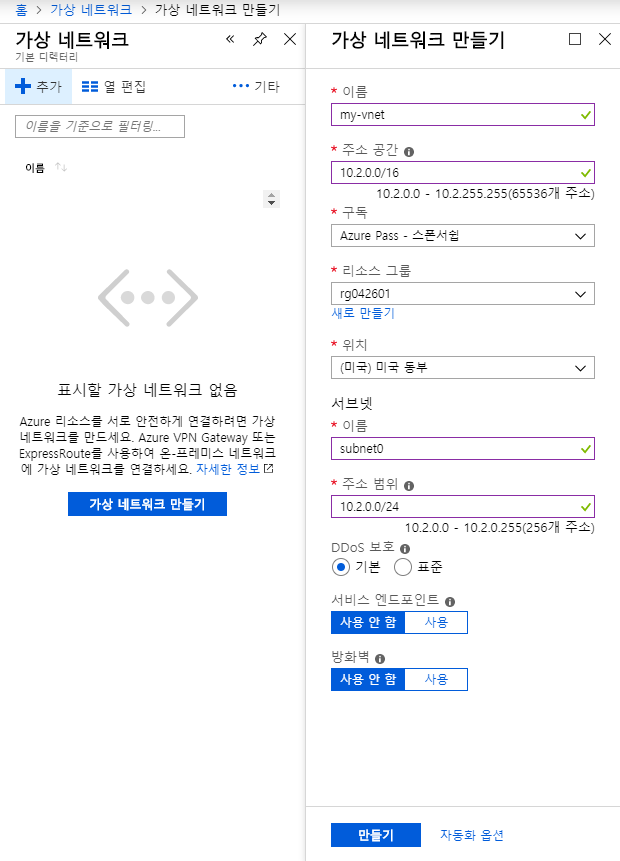 홈 > 가상 네트워크 > 가상 네트워크 만들기
가상 네트워크
기본 디렉터리
추가
열 편집
기타
이름을 기준으로 필터링...
이름
표시할 가상 네트워크 없음
Azure 리소스를 서로 안전하게 연결하려면 가상
네트워크를 만드세요. Azure VPN Gateway 또는
ExpressRoute를 사용하여 온-프레미스 네트워크
에 가상 네트워크를 연결하세요. 자세한 정보
가상 네트워크 만들기
가상 네트워크 만들기
* 이름
my-vnet
* 주소 공간
10.2.0.0/16
10.2.0.0 - 10.2.255.255(65536개 주소)
* 구독
Azure Pass - 스폰서쉽
* 리소스 그룹
rg042601
새로 만들기
* 위치
(미국) 미국 동부
서브넷
* 이름
subnet0
* 주소 범위
10.2.0.0/24
10.2.0.0 - 10.2.0.255(256개 주소)
DDoS 보호
기본 표준
서비스 엔드포인트
사용 안 함 사용
방화벽
사용 안 함 사용
만들기 자동화 옵션